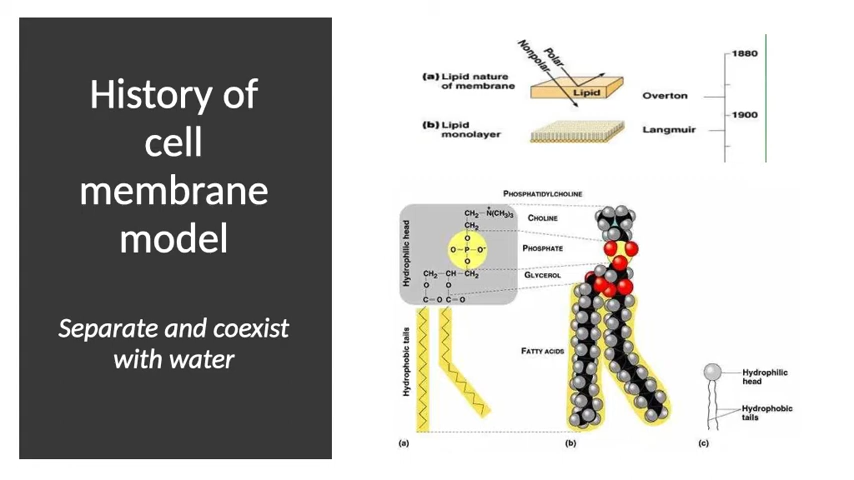 History of
cell
membrane
model
Separate and coexist
with water
(a) Lipid nature
of membrane
Nonpolar
Polar
Lipid
Overton
1880
(b) Lipid
monolayer
Langmuir
1900
PHOSPHATIDYLCHOLINE
Hydrophilic head
CH₂ N(CH₃)₃
+
CH₂
O
O P O⁻
O
CH₂ CH CH₂
O O
C O C O
CHOLINE
PHOSPHATE
GLYCEROL
Hydrophobic tails
FATTY ACIDS
Hydrophilic
head
Hydrophobic
tails
(a)
(b)
(c)